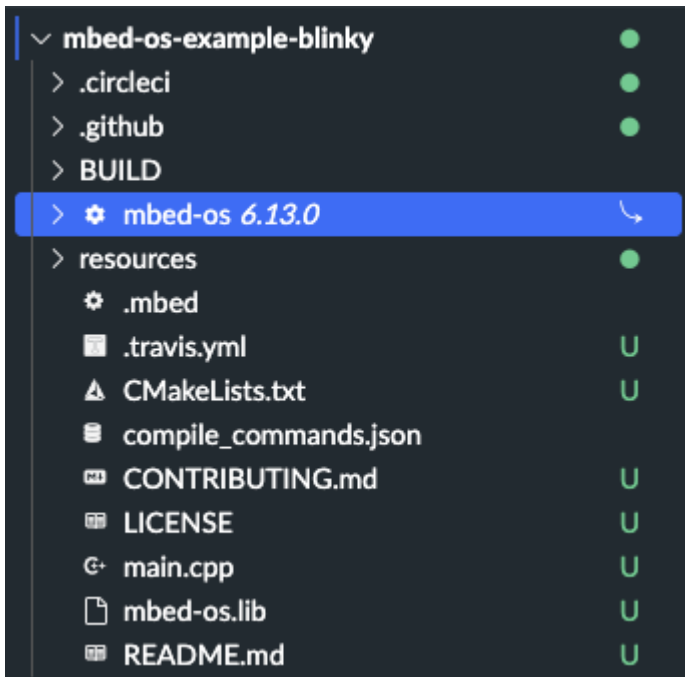 mbed-os-example-blinky
.circleci
.github
BUILD
mbed-os 6.13.0
resources
.mbed
.travis.yml U
CMakeLists.txt U
compile_commands.json
CONTRIBUTING.md U
LICENSE U
main.cpp U
mbed-os.lib U
README.md U